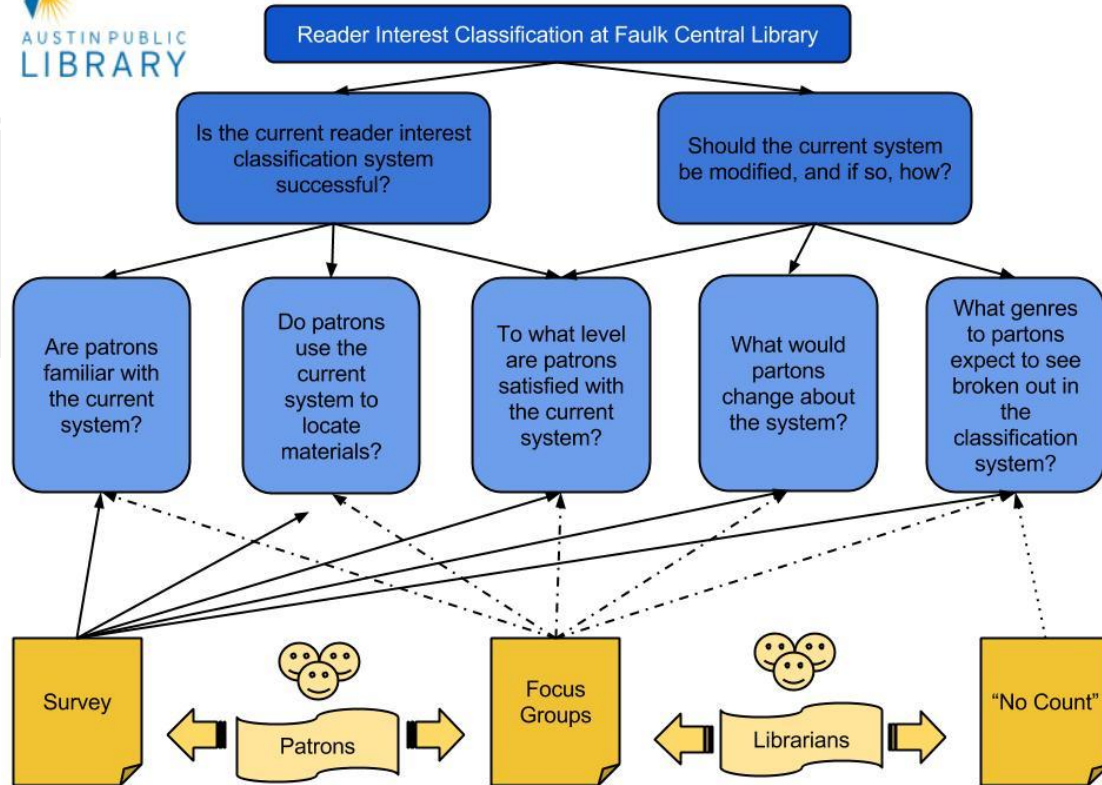 AUSTIN PUBLIC
LIBRARY
Reader Interest Classification at Faulk Central Library
Is the current reader interest
classification system
successful?
Should the current system
be modified, and if so, how?
Are patrons
familiar with
the current
system?
Do patrons
use the
current
system to
locate
materials?
To what level
are patrons
satisfied with
the current
system?
What would
partons
change about
the system?
What genres
to partons
expect to see
broken out in
the
classification
system?
Survey
Patrons
Focus
Groups
Librarians
“No Count”